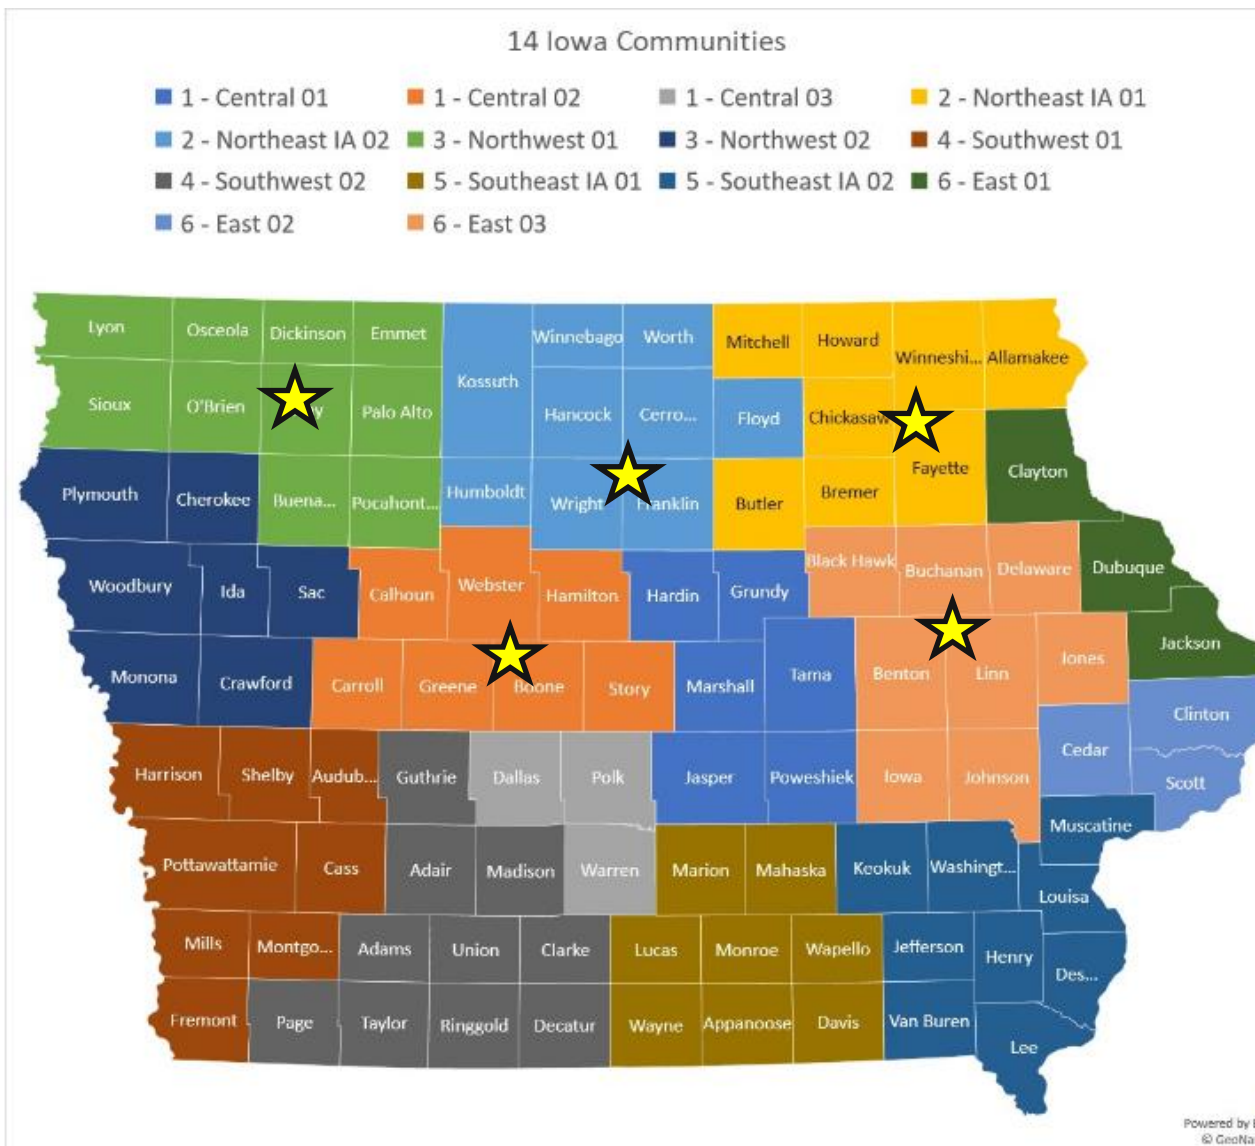 14 Iowa Communities
1 - Central 01 1 - Central 02 1 - Central 03 2 - Northeast IA 01
2 - Northeast IA 02 3 - Northwest 01 3 - Northwest 02 4 - Southwest 01
4 - Southwest 02 5 - Southeast IA 01 5 - Southeast IA 02 6 - East 01
6 - East 02 6 - East 03
Lyon Osceola Dickinson Emmet Winnebago Worth Mitchell Howard Winneshi... Allamakee
Sioux O'Brien Palo Alto Kossuth Hancock Cerro... Floyd Chickasaw
Plymouth Cherokee Buena... Pocahont... Humboldt Wright Franklin Butler Bremer Fayette Clayton
Woodbury Ida Sac Calhoun Webster Hamilton Hardin Grundy Black Hawk Buchanan Delaware Dubuque
Monona Crawford Carroll Greene Boone Story Marshall Tama Benton Linn Jones Jackson
Harrison Shelby Audub... Guthrie Dallas Polk Jasper Poweshiek Iowa Johnson Cedar Clinton
Scott
Pottawattamie Cass Adair Madison Warren Marion Mahaska Keokuk Washingt... Muscatine
Louisa
Mills Montgo... Adams Union Clarke Lucas Monroe Wapello Jefferson Henry Des...
Fremont Page Taylor Ringgold Decatur Wayne Appanoose Davis Van Buren Lee
Powered by
© GeoNa